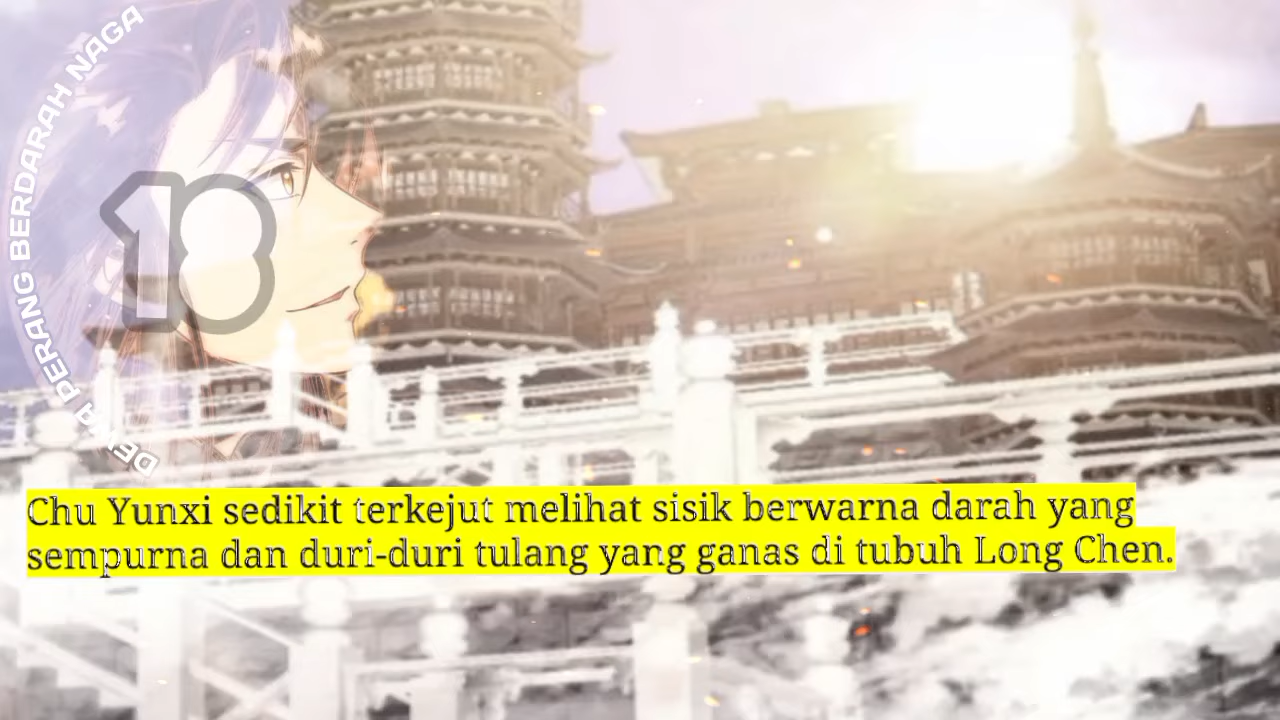 DEWA PERANG BERDARAH NAGA
18
Chu Yunxi sedikit terkejut melihat sisik berwarna darah yang
sempurna dan duri-duri tulang yang ganas di tubuh Long Chen.